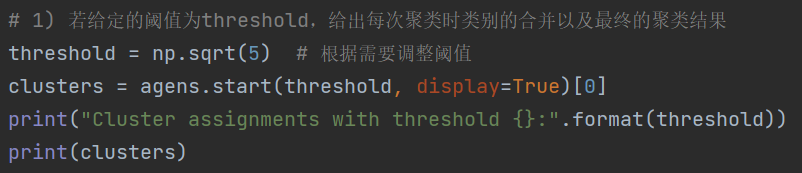 # 1) 若给定的阈值为threshold，给出每次聚类时类别的合并以及最终的聚类结果
threshold = np.sqrt(5)  # 根据需要调整阈值
clusters = agens.start(threshold, display=True)[0]
print("Cluster assignments with threshold {}:".format(threshold))
print(clusters)